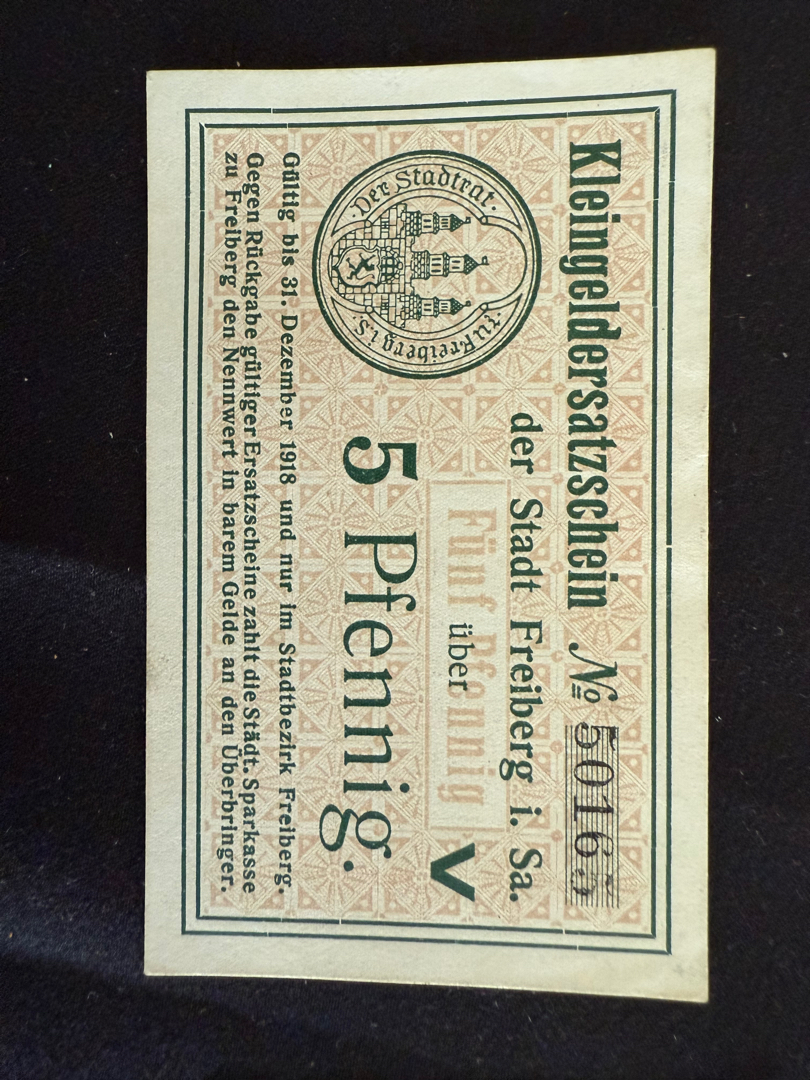 Kleingeldersatzschein № 50165
der Stadt Freiberg i. Sa.
Fünf Pfennig
über
V
5 Pfennig.
· Der Stadtrat ·
zu Freiberg i. S.
Gültig bis 31. Dezember 1918 und nur im Stadtbezirk Freiberg.
Gegen Rückgabe gültiger Ersatzscheine zahlt die Städt. Sparkasse
zu Freiberg den Nennwert in barem Gelde an den Überbringer.